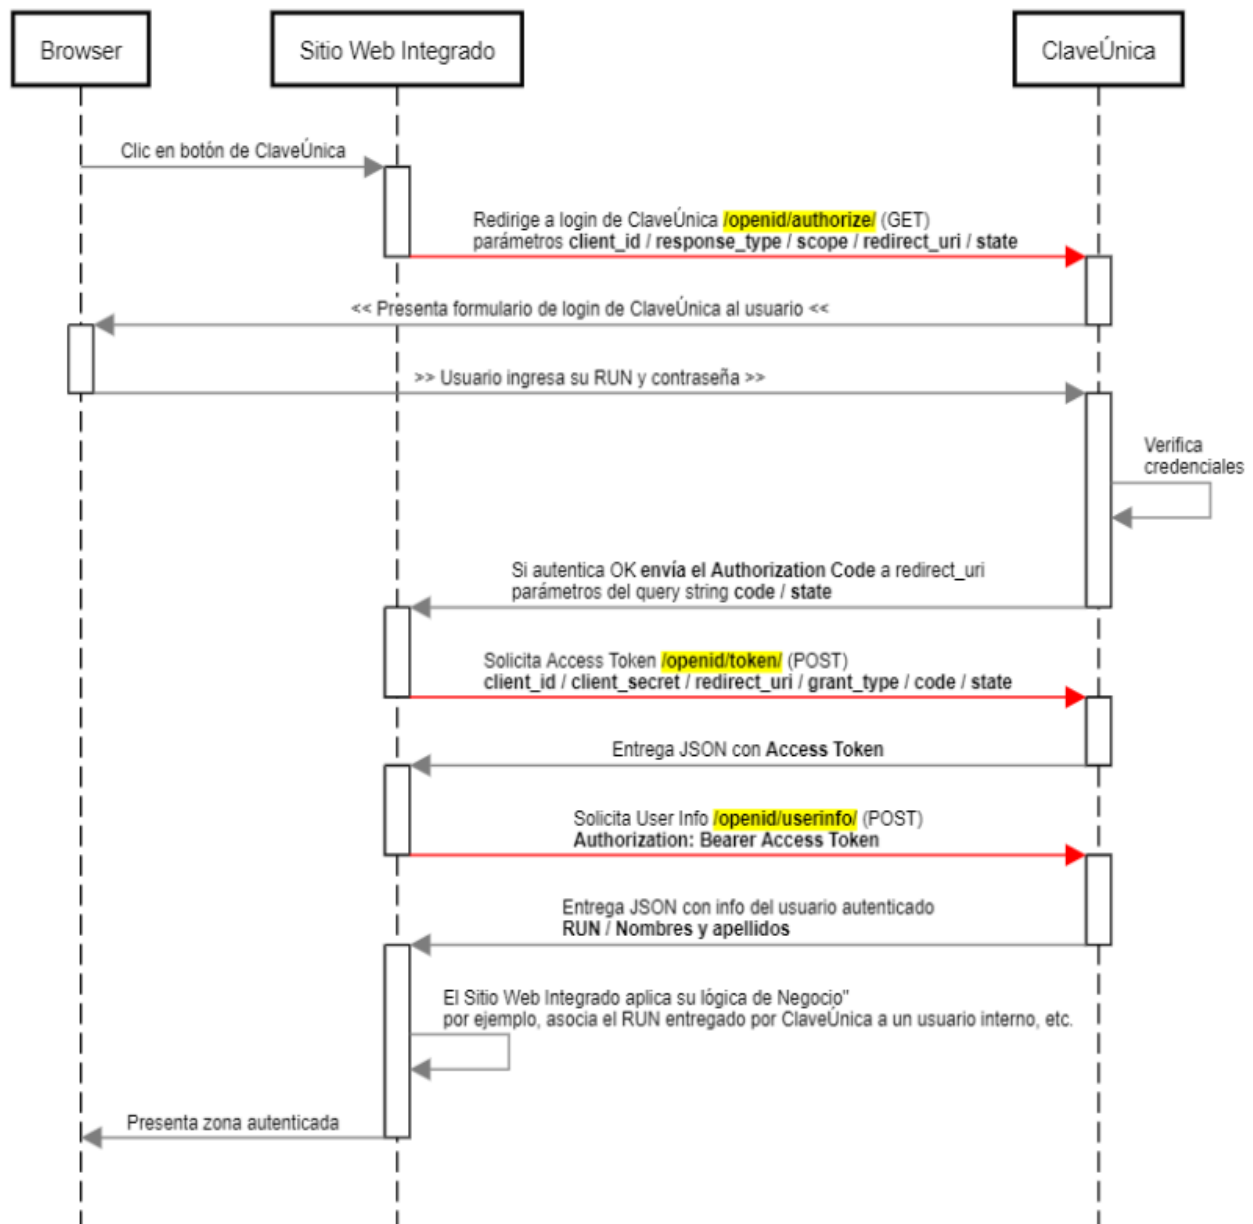 Browser
Sitio Web Integrado
ClaveÚnica
Clic en botón de ClaveÚnica
Redirige a login de ClaveÚnica /openid/authorize/ (GET)
parámetros client_id / response_type / scope / redirect_uri / state
<< Presenta formulario de login de ClaveÚnica al usuario <<
>> Usuario ingresa su RUN y contraseña >>
Verifica
credenciales
Si autentica OK envía el Authorization Code a redirect_uri
parámetros del query string code / state
Solicita Access Token /openid/token/ (POST)
client_id / client_secret / redirect_uri / grant_type / code / state
Entrega JSON con Access Token
Solicita User Info /openid/userinfo/ (POST)
Authorization: Bearer Access Token
Entrega JSON con info del usuario autenticado
RUN / Nombres y apellidos
El Sitio Web Integrado aplica su lógica de Negocio"
por ejemplo, asocia el RUN entregado por ClaveÚnica a un usuario interno, etc.
Presenta zona autenticada